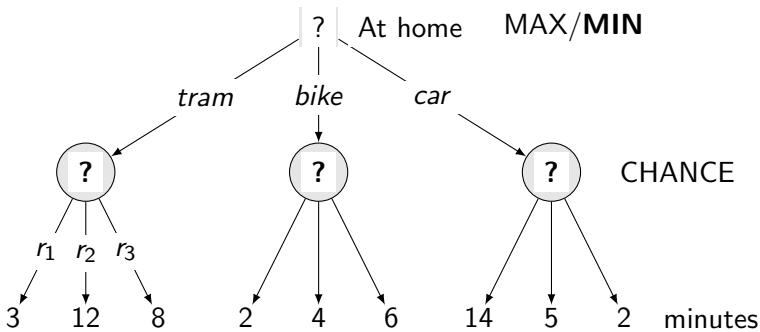 ? At home MAX/MIN
tram bike car
? ? ? CHANCE
r1 r2 r3
3 12 8 2 4 6 14 5 2 minutes